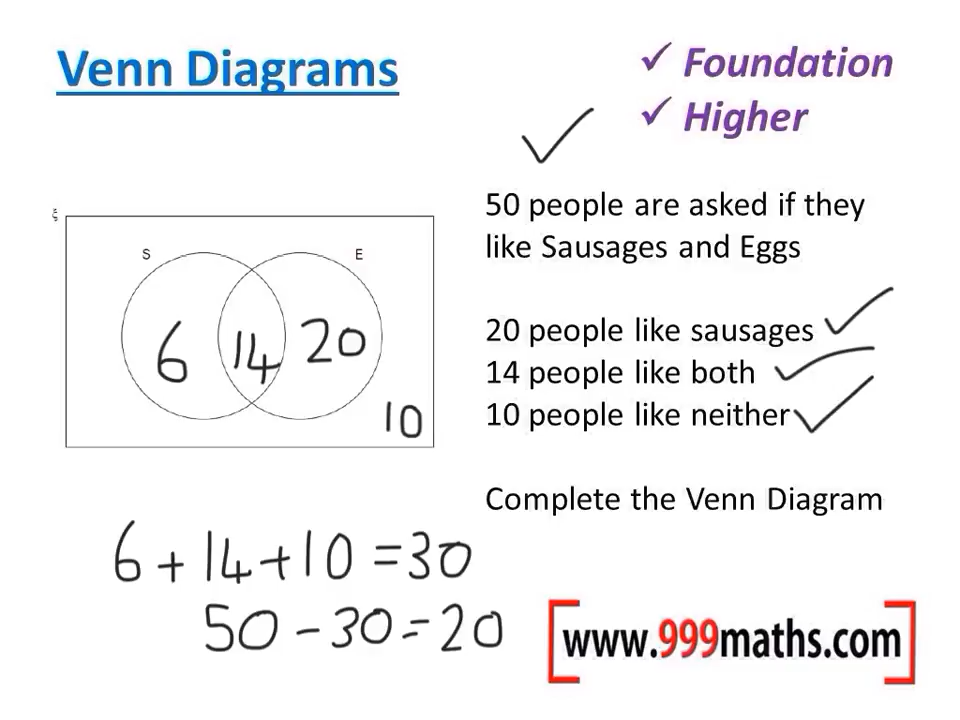 Venn Diagrams
✓ Foundation
✓ Higher
50 people are asked if they
like Sausages and Eggs
20 people like sausages
14 people like both
10 people like neither
Complete the Venn Diagram
ξ
S E
6 14 20
10
6 + 14 + 10 = 30
50 - 30 = 20
[www.999maths.com]